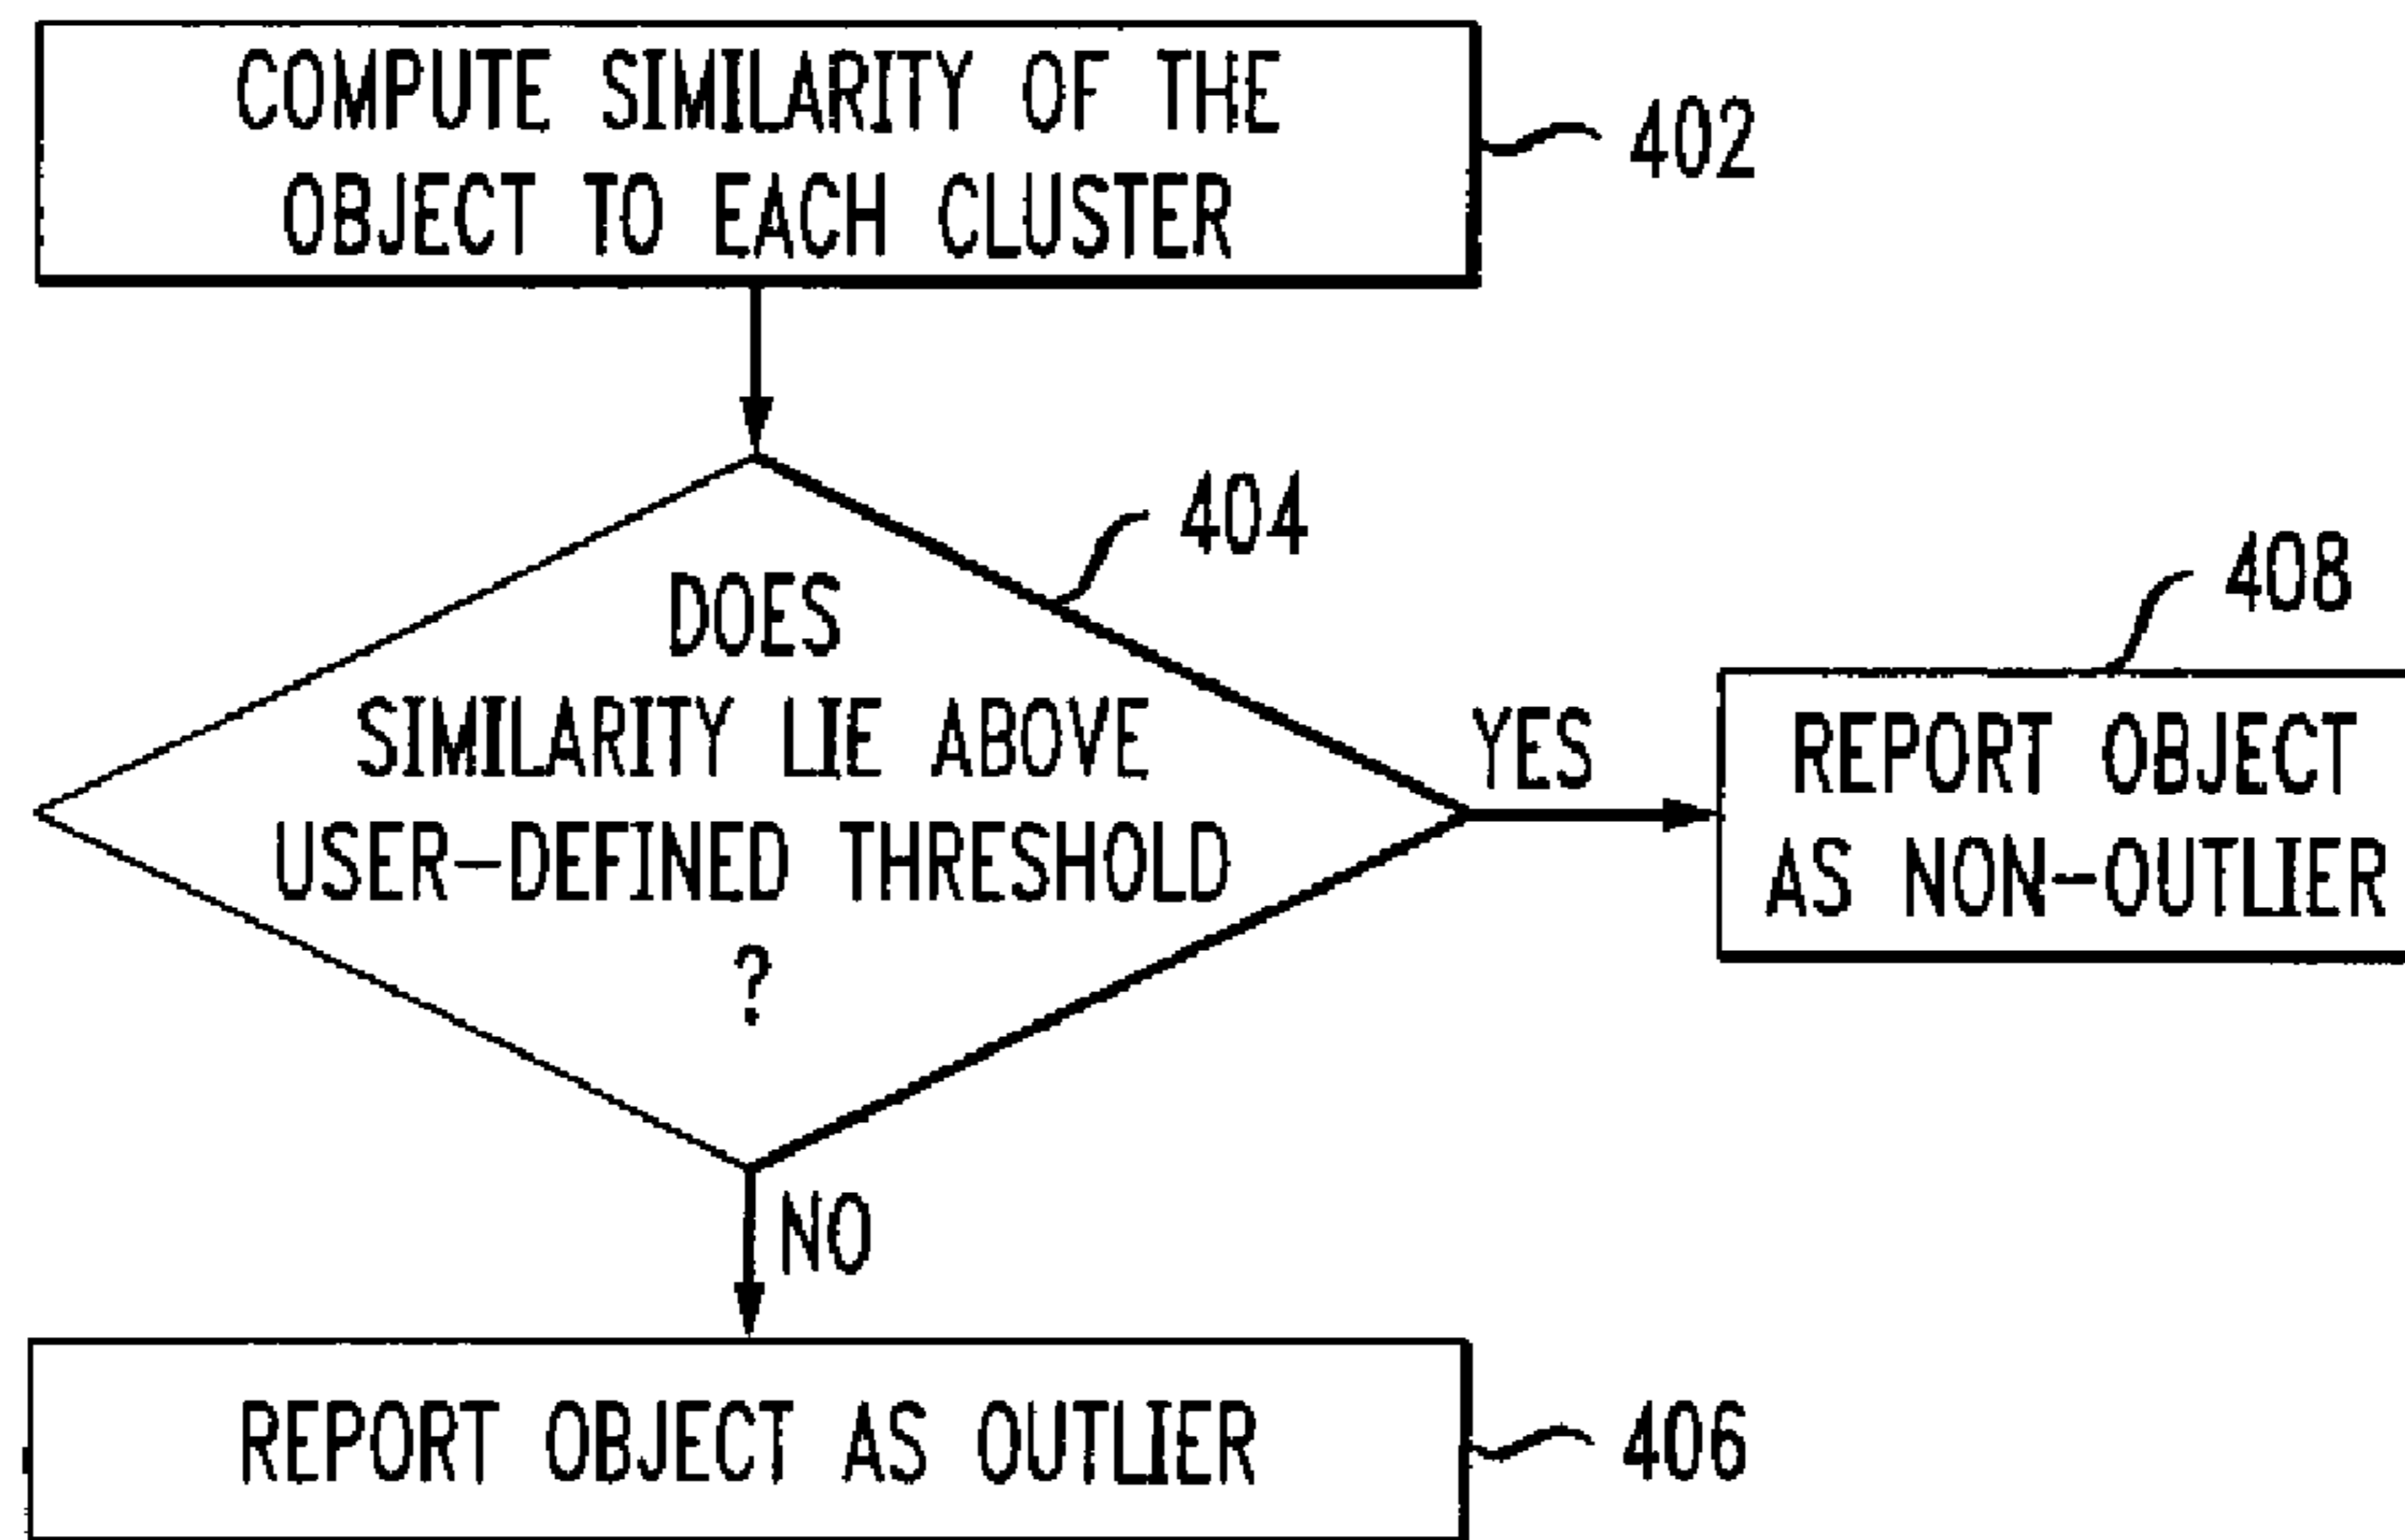 COMPUTE SIMILARITY OF THE
OBJECT TO EACH CLUSTER
402
404
DOES
SIMILARITY LIE ABOVE
USER-DEFINED THRESHOLD
?
YES
408
REPORT OBJECT
AS NON-OUTLIER
NO
REPORT OBJECT AS OUTLIER
406